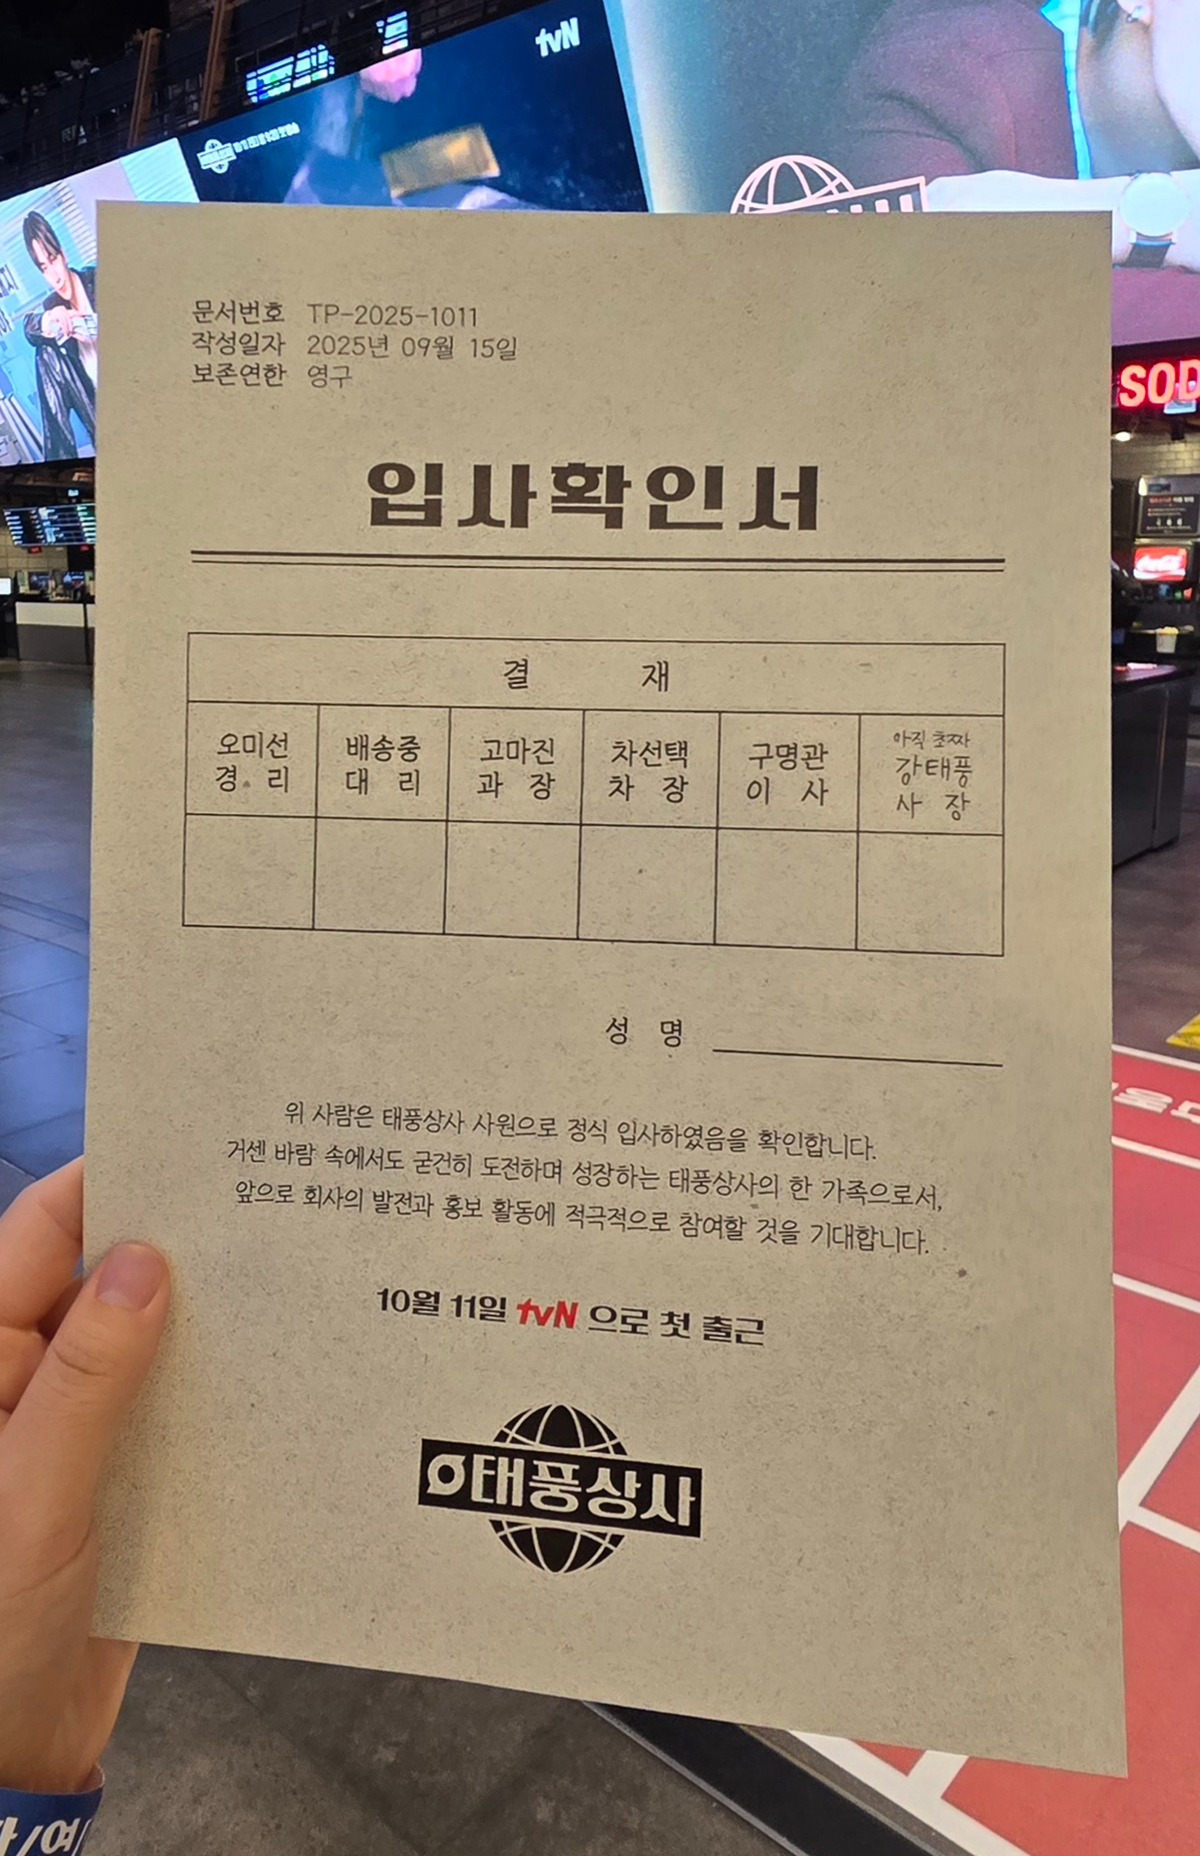 tvN
SOD
문서번호 TP-2025-1011
작성일자 2025년 09월 15일
보존연한 영구
입사확인서
결 재
오미선 경 리
배송중 대 리
고마진 과 장
차선택 차 장
구명관 이 사
아직 초짜 강태풍 사 장
성 명
위 사람은 태풍상사 사원으로 정식 입사하였음을 확인합니다.
거센 바람 속에서도 굳건히 도전하며 성장하는 태풍상사의 한 가족으로서,
앞으로 회사의 발전과 홍보 활동에 적극적으로 참여할 것을 기대합니다.
10월 11일 tvN 으로 첫 출근
태풍상사
/여